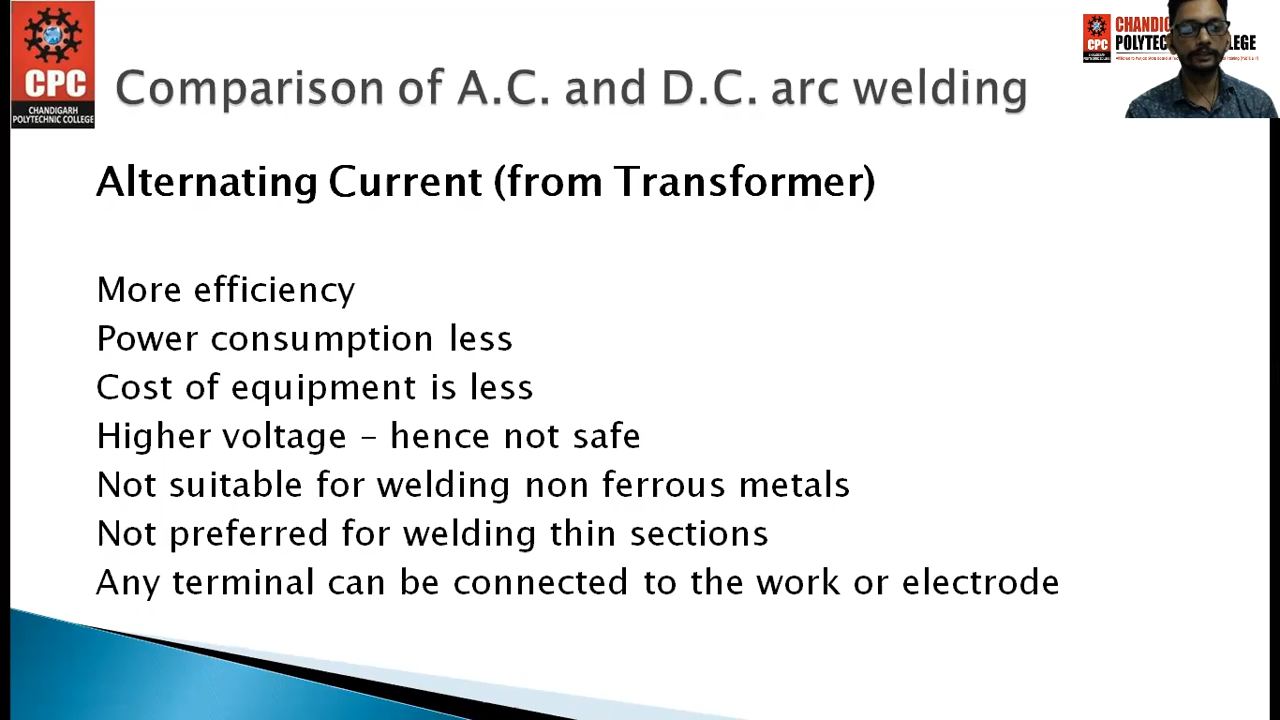 CPC
CHANDIGARH
POLYTECHNIC COLLEGE
Comparison of A.C. and D.C. arc welding
CPC
Alternating Current (from Transformer)
More efficiency
Power consumption less
Cost of equipment is less
Higher voltage – hence not safe
Not suitable for welding non ferrous metals
Not preferred for welding thin sections
Any terminal can be connected to the work or electrode